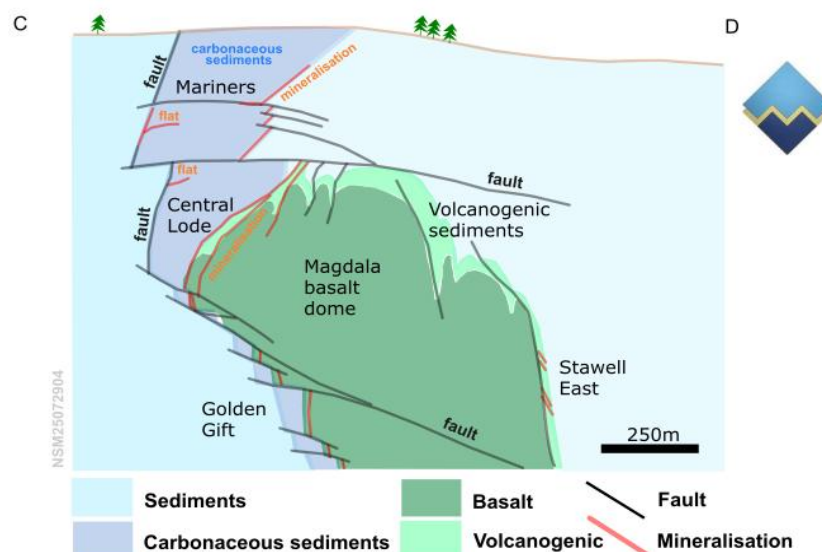 C
D
carbonaceous
sediments
fault
Mariners
mineralisation
flat
flat
fault
Central
Lode
fault
Volcanogenic
sediments
mineralisation
Magdala
basalt
dome
Stawell
East
Golden
Gift
fault
250m
NSM25072904
Sediments
Basalt
Fault
Carbonaceous sediments
Volcanogenic
Mineralisation